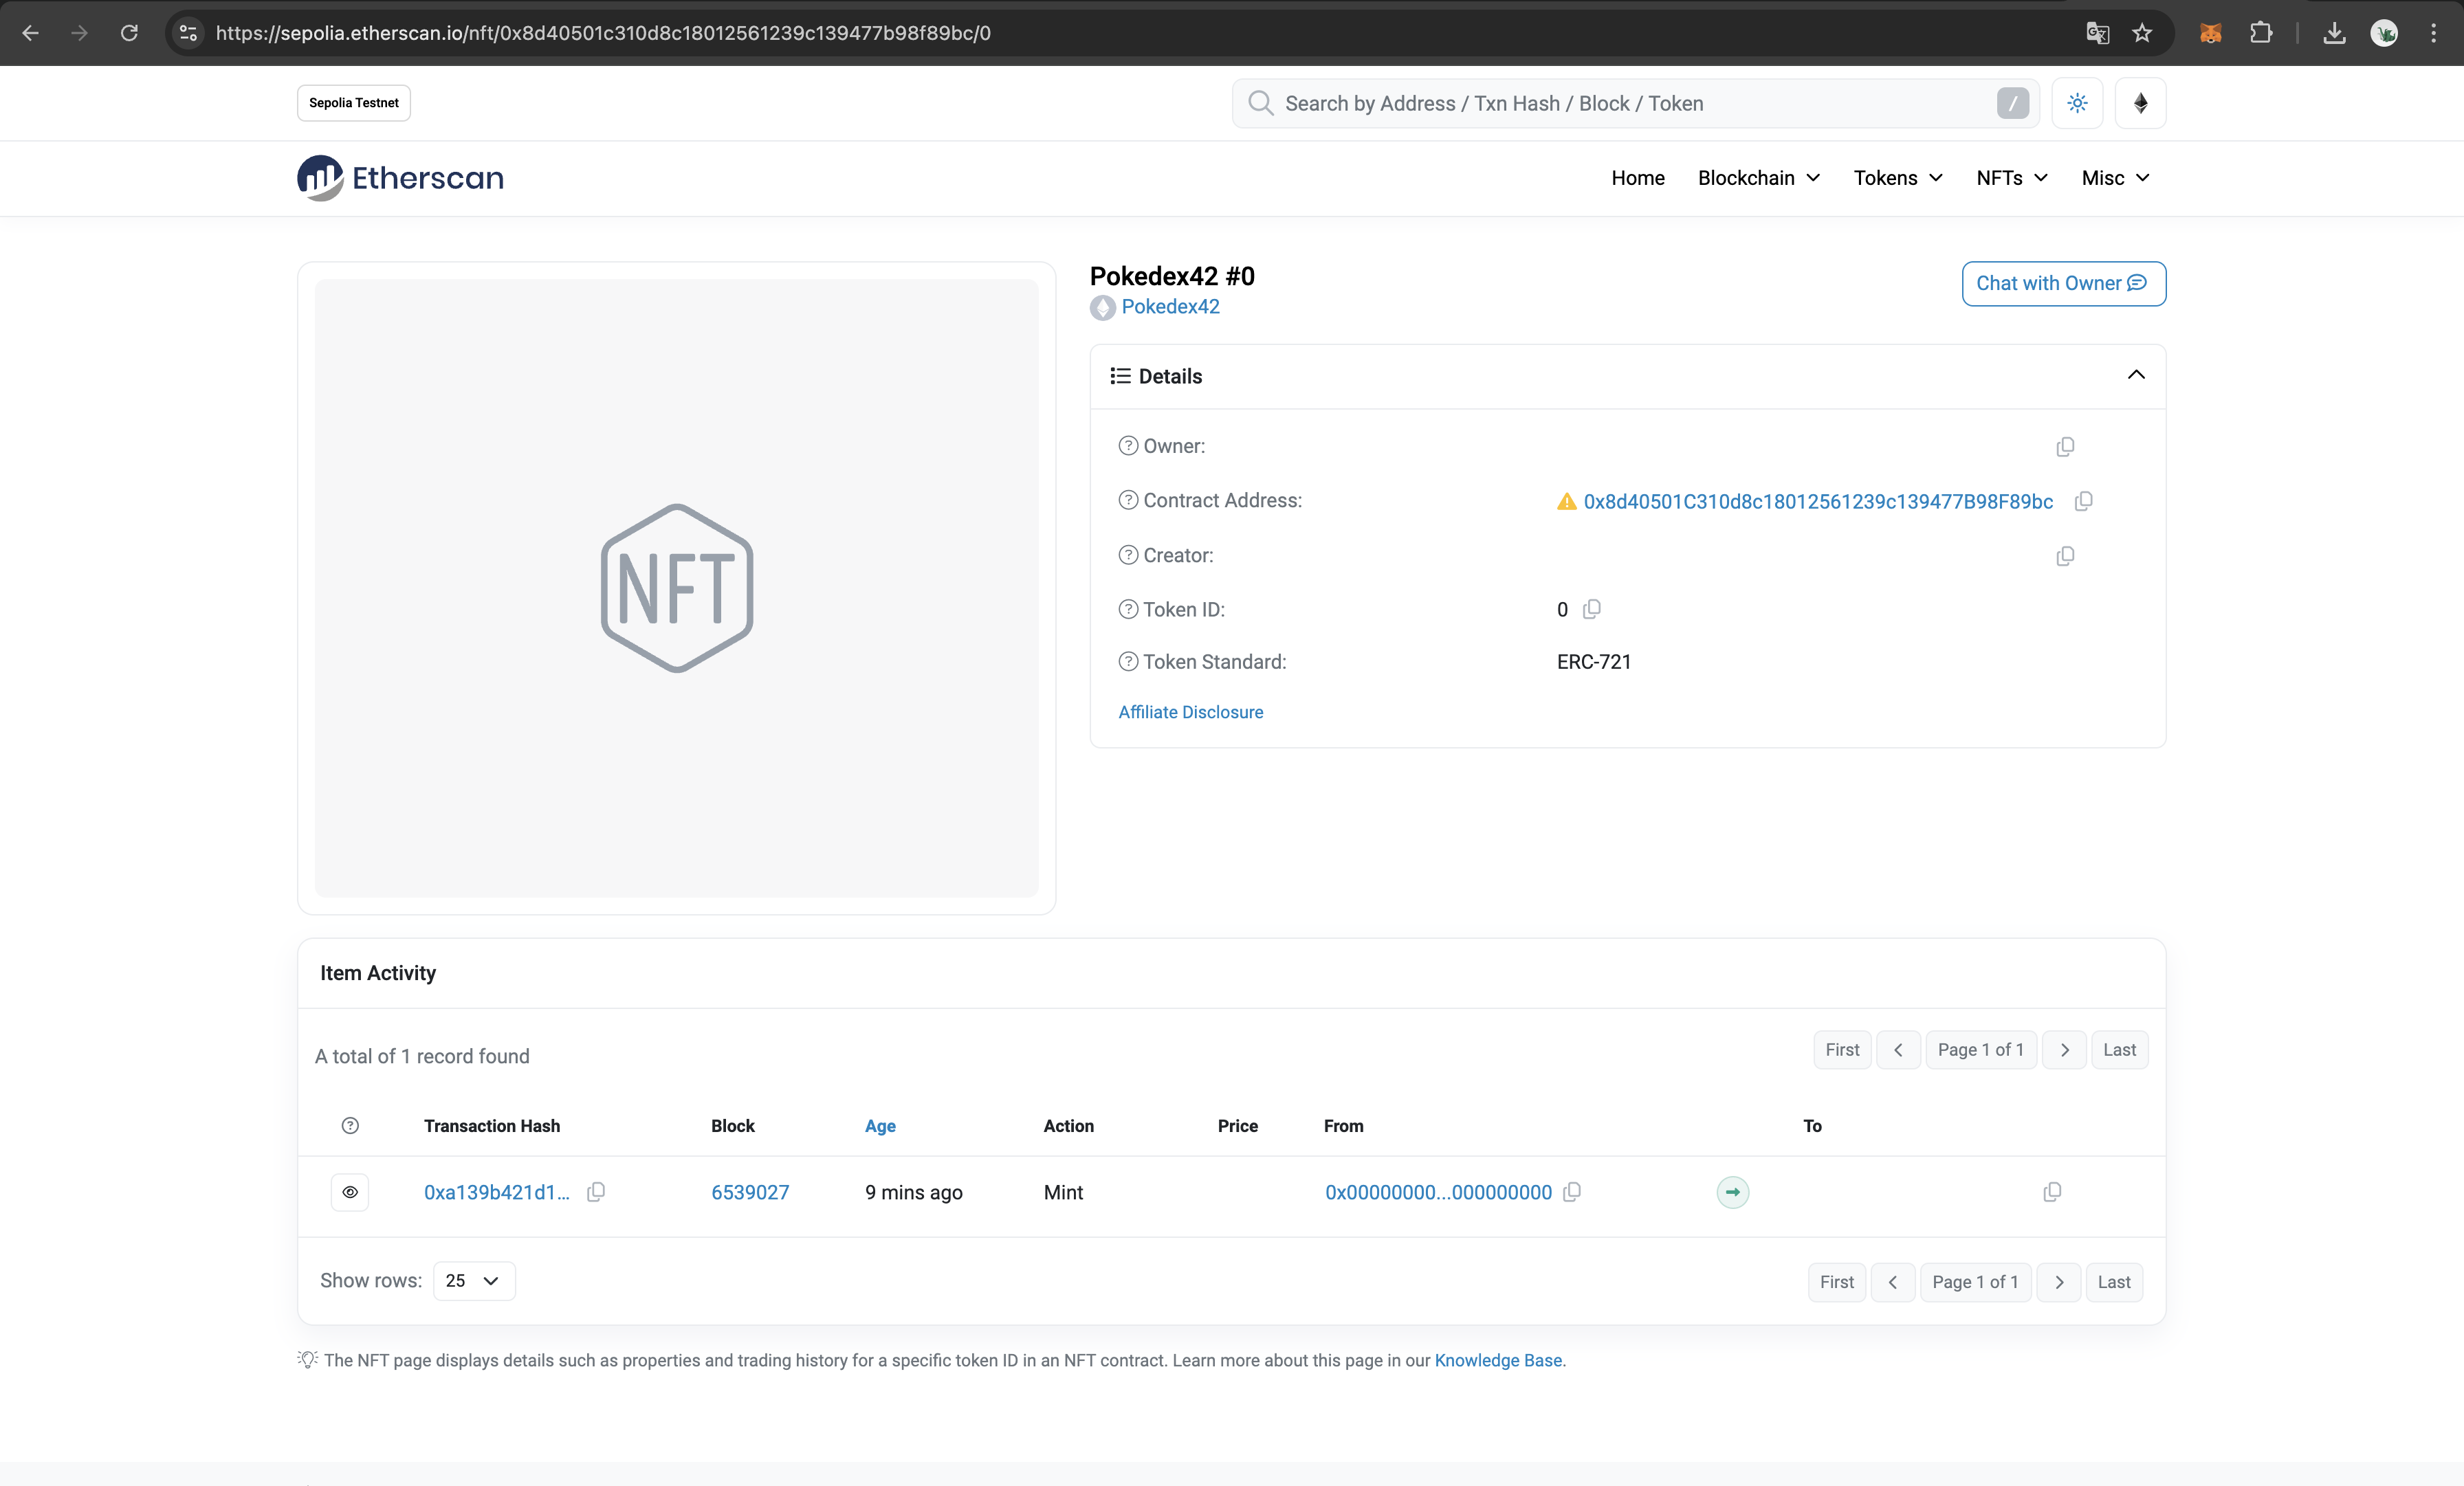 https://sepolia.etherscan.io/nft/0x8d40501c310d8c18012561239c139477b98f89bc/0
Sepolia Testnet
Search by Address / Txn Hash / Block / Token
/
Etherscan
Home
Blockchain
Tokens
NFTs
Misc
NFT
Pokedex42 #0
Pokedex42
Chat with Owner
Details
Owner:
Contract Address:
0x8d40501C310d8c18012561239c139477B98F89bc
Creator:
Token ID:
0
Token Standard:
ERC-721
Affiliate Disclosure
Item Activity
A total of 1 record found
First
Page 1 of 1
Last
Transaction Hash
Block
Age
Action
Price
From
To
0xa139b421d1...
6539027
9 mins ago
Mint
0x00000000...000000000
Show rows:
25
First
Page 1 of 1
Last
The NFT page displays details such as properties and trading history for a specific token ID in an NFT contract. Learn more about this page in our Knowledge Base.